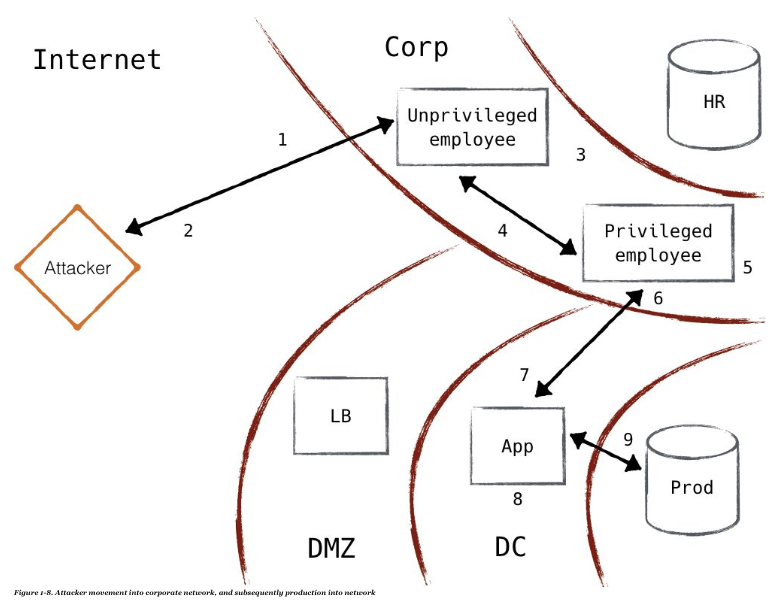 Internet
Corp
HR
Unprivileged
employee
1
3
2
4
Privileged
employee
5
Attacker
6
7
LB
App
9
Prod
8
DMZ
DC
Figure 1-8. Attacker movement into corporate network, and subsequently production into network